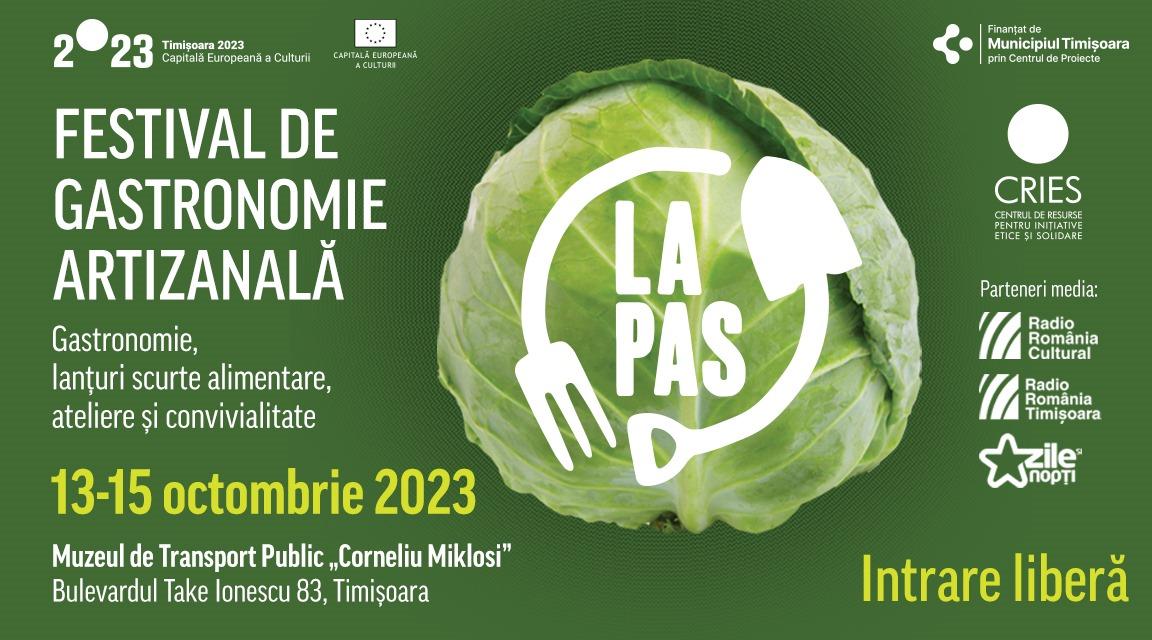 2023
Timișoara 2023
Capitală Europeană a Culturii
CAPITALĂ EUROPEANĂ
A CULTURII
Finanțat de
Municipiul Timișoara
prin Centrul de Proiecte
FESTIVAL DE
GASTRONOMIE
ARTIZANALĂ
Gastronomie,
lanțuri scurte alimentare,
ateliere și convivialitate
13-15 octombrie 2023
Muzeul de Transport Public „Corneliu Miklosi”
Bulevardul Take Ionescu 83, Timișoara
LA
PAS
CRIES
CENTRUL DE RESURSE
PENTRU INIȚIATIVE
ETICE ȘI SOLIDARE
Parteneri media:
Radio
România
Cultural
Radio
România
Timișoara
zile și
nopți
Intrare liberă